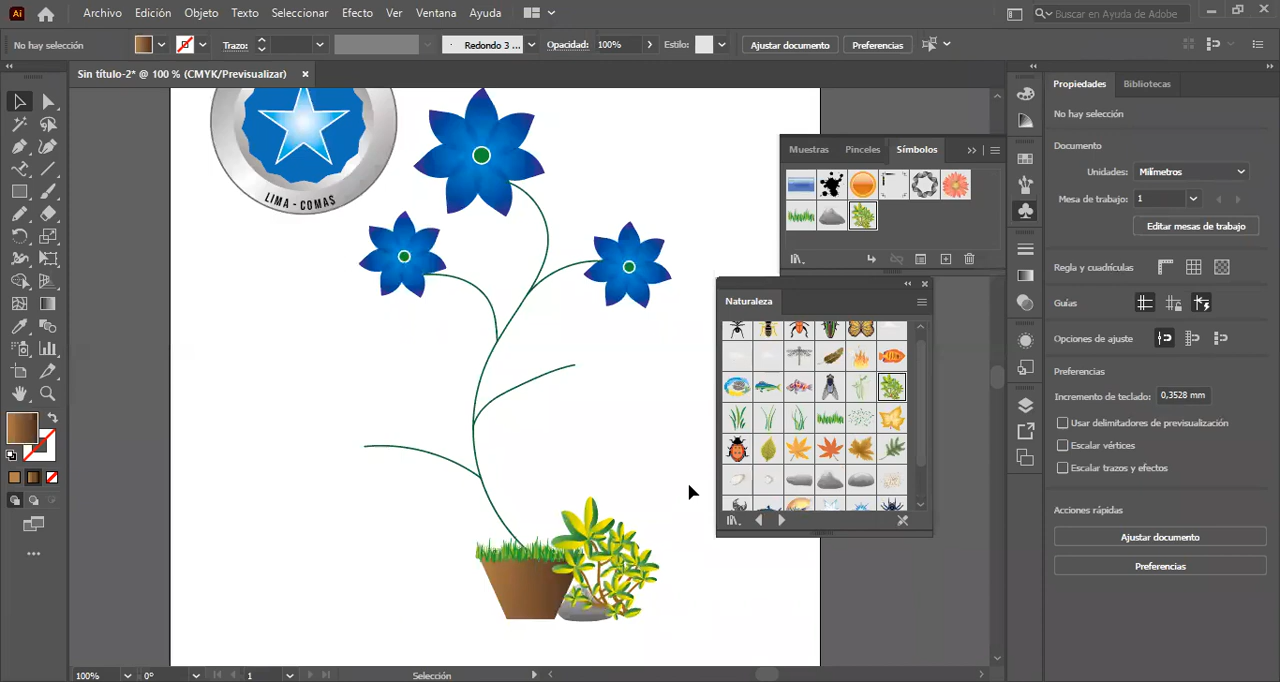 Ai Archivo Edición Objeto Texto Seleccionar Efecto Ver Ventana Ayuda Buscar en Ayuda de Adobe
No hay selección Trazo: Redondo 3 ... Opacidad: 100% Estilo: Ajustar documento Preferencias
Sin título-2* @ 100 % (CMYK/Previsualizar)
LIMA - COMAS
Muestras Pinceles Símbolos
Naturaleza
Propiedades Bibliotecas
No hay selección
Documento
Unidades: Milímetros
Mesa de trabajo: 1
Editar mesas de trabajo
Regla y cuadrículas
Guías
Opciones de ajuste
Preferencias
Incremento de teclado: 0,3528 mm
Usar delimitadores de previsualización
Escalar vértices
Escalar trazos y efectos
Acciones rápidas
Ajustar documento
Preferencias
100% 0° 1 Selección